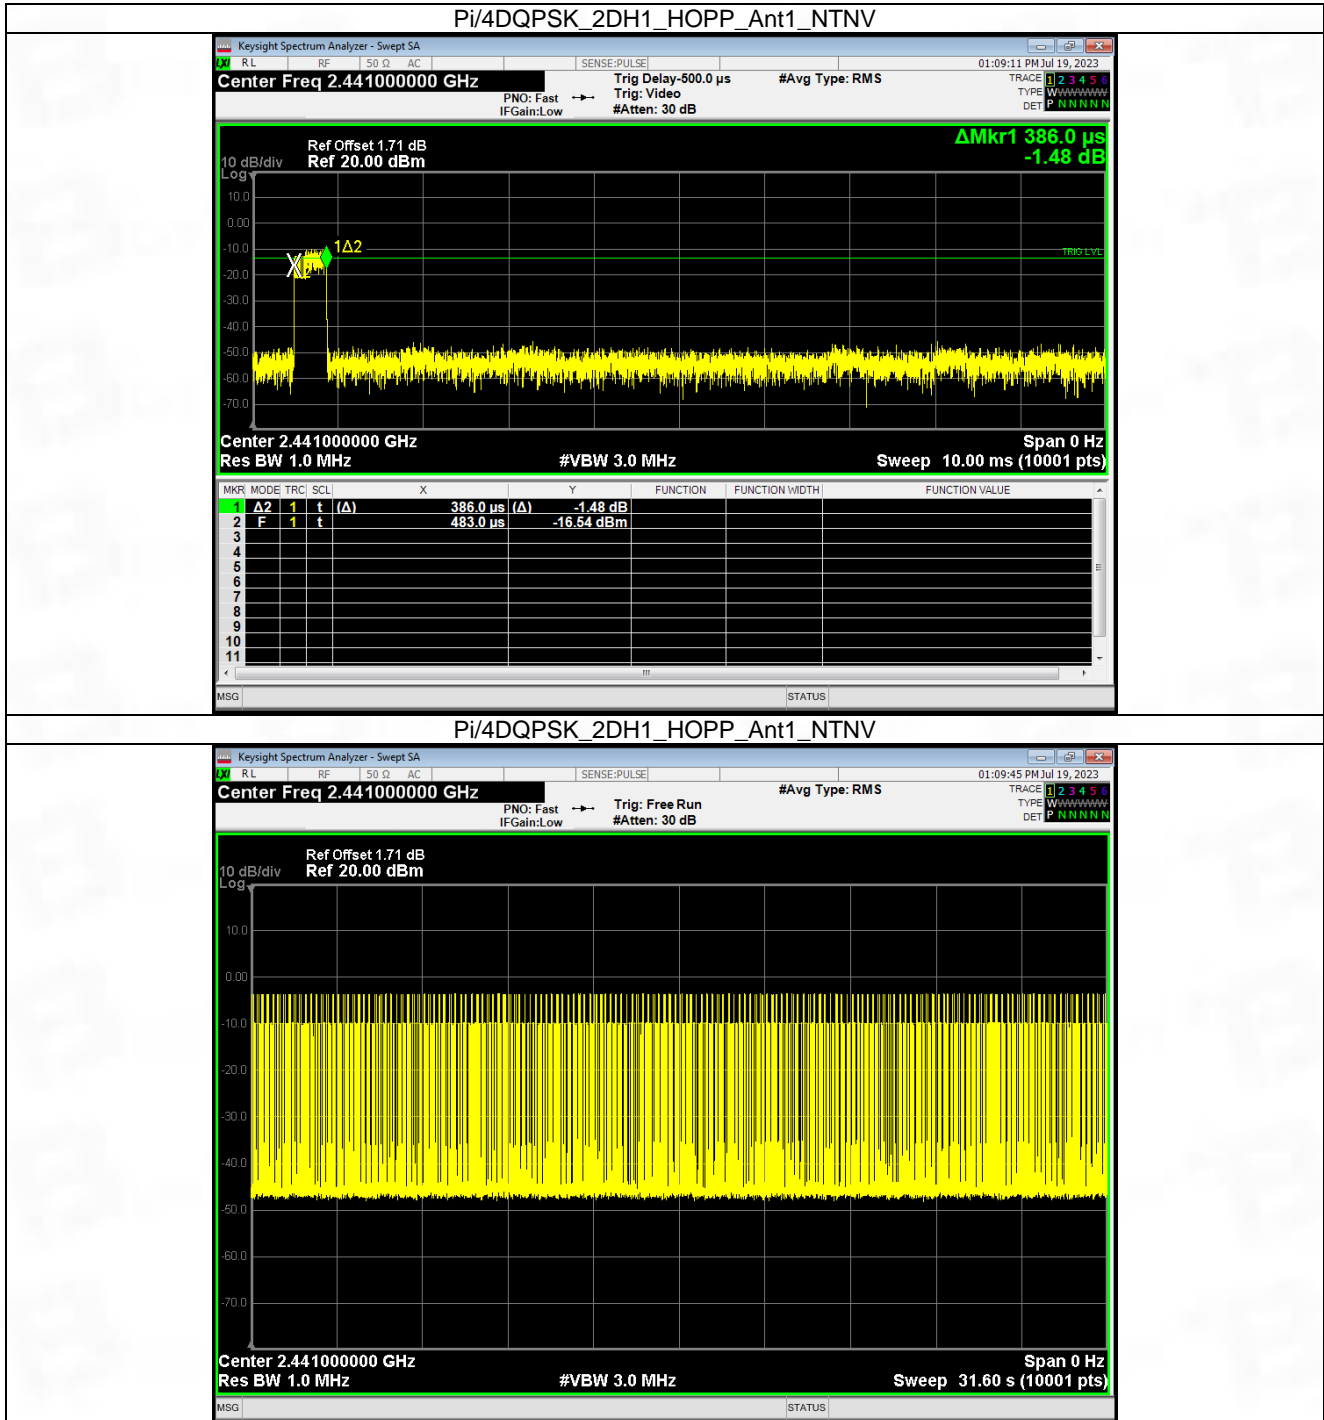 Pi/4DQPSK_2DH1_HOPP_Ant1_NTNV
Keysight Spectrum Analyzer - Swept SA
LXI RL RF 50 Ω AC SENSE:PULSE 01:09:11 PM Jul 19, 2023
Center Freq 2.441000000 GHz
PNO: Fast
IFGain:Low
Trig Delay-500.0 µs
Trig: Video
#Atten: 30 dB
#Avg Type: RMS
TRACE 1 2 3 4 5 6
TYPE WWWWWW
DET P N N N N N
ΔMkr1 386.0 µs
-1.48 dB
Ref Offset 1.71 dB
10 dB/div Ref 20.00 dBm
Log
10.0
0.00
-10.0
-20.0
-30.0
-40.0
-50.0
-60.0
-70.0
1Δ2
TRIG LVL
Center 2.441000000 GHz Span 0 Hz
Res BW 1.0 MHz #VBW 3.0 MHz Sweep 10.00 ms (10001 pts)
MKR MODE TRC SCL X Y FUNCTION FUNCTION WIDTH FUNCTION VALUE
1 Δ2 1 t (Δ) 386.0 µs (Δ) -1.48 dB
2 F 1 t 483.0 µs -16.54 dBm
3
4
5
6
7
8
9
10
11
MSG STATUS
Pi/4DQPSK_2DH1_HOPP_Ant1_NTNV
Keysight Spectrum Analyzer - Swept SA
LXI RL RF 50 Ω AC SENSE:PULSE 01:09:45 PM Jul 19, 2023
Center Freq 2.441000000 GHz
PNO: Fast
IFGain:Low
Trig: Free Run
#Atten: 30 dB
#Avg Type: RMS
TRACE 1 2 3 4 5 6
TYPE WWWWWW
DET P N N N N N
Ref Offset 1.71 dB
10 dB/div Ref 20.00 dBm
Log
10.0
0.00
-10.0
-20.0
-30.0
-40.0
-50.0
-60.0
-70.0
Center 2.441000000 GHz Span 0 Hz
Res BW 1.0 MHz #VBW 3.0 MHz Sweep 31.60 s (10001 pts)
MSG STATUS